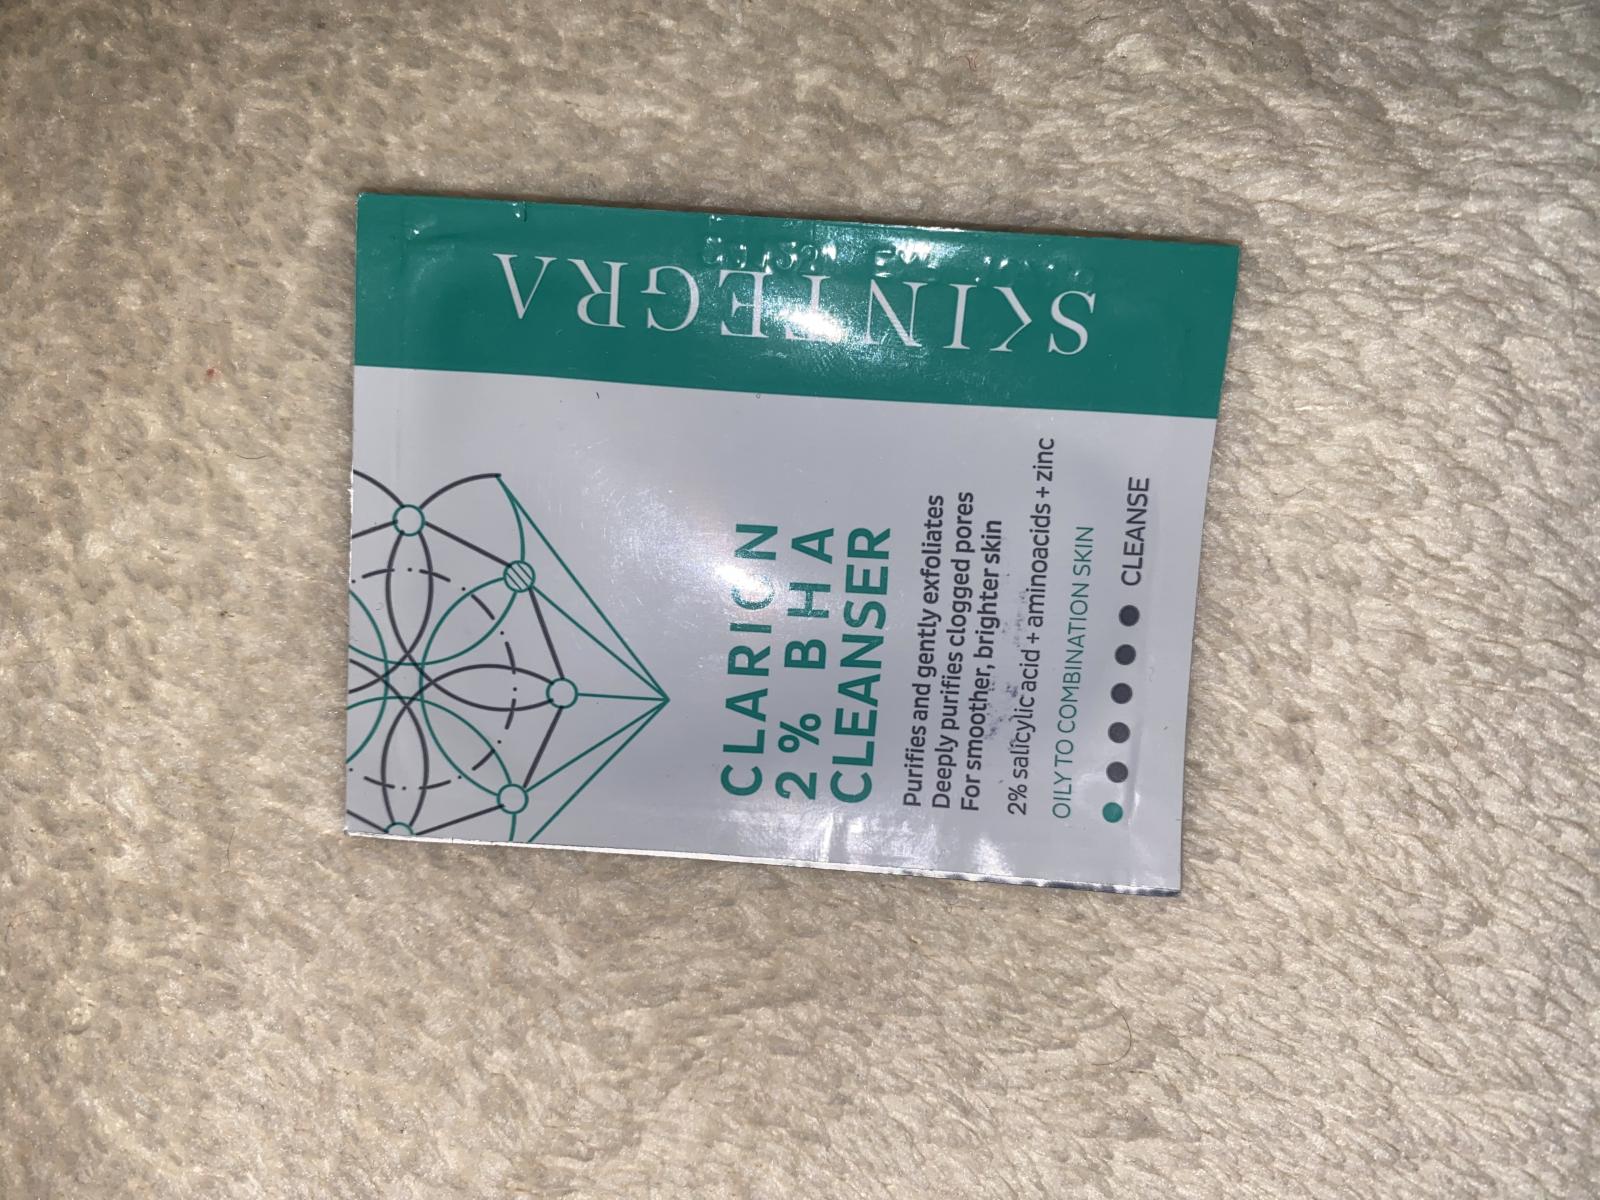 SKINTEGRA
CLARION
2% BHA
CLEANSER
Purifies and gently exfoliates
Deeply purifies clogged pores
For smoother, brighter skin
2% salicylic acid + aminoacids + zinc
OILY TO COMBINATION SKIN
CLEANSE